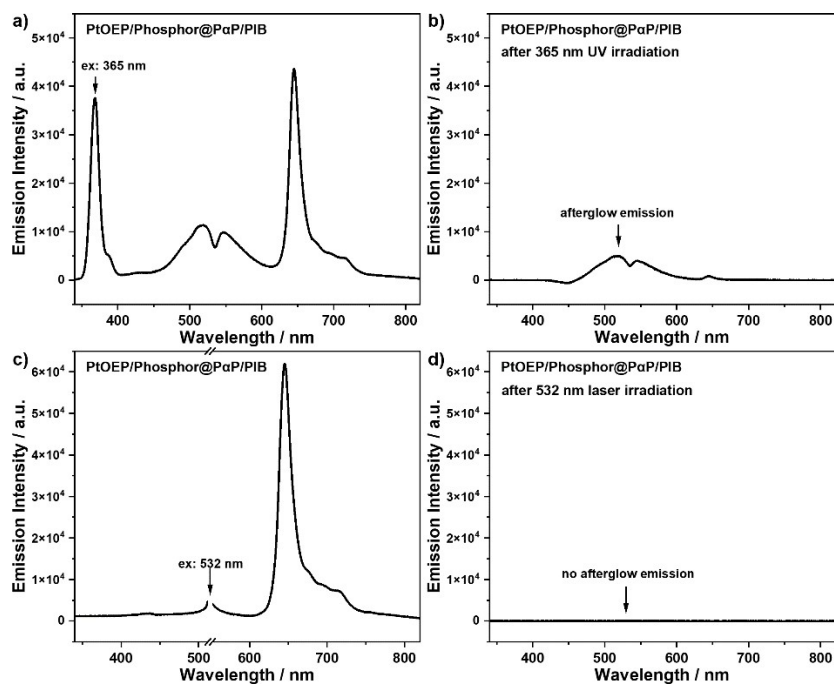 a)
PtOEP/Phosphor@PαP/PIB
ex: 365 nm
Emission Intensity / a.u.
5×10⁴
4×10⁴
3×10⁴
2×10⁴
1×10⁴
0
400
500
600
700
800
Wavelength / nm
b)
PtOEP/Phosphor@PαP/PIB
after 365 nm UV irradiation
afterglow emission
Emission Intensity / a.u.
5×10⁴
4×10⁴
3×10⁴
2×10⁴
1×10⁴
0
400
500
600
700
800
Wavelength / nm
c)
PtOEP/Phosphor@PαP/PIB
ex: 532 nm
Emission Intensity / a.u.
6×10⁴
5×10⁴
4×10⁴
3×10⁴
2×10⁴
1×10⁴
0
400
500
600
700
800
Wavelength / nm
d)
PtOEP/Phosphor@PαP/PIB
after 532 nm laser irradiation
no afterglow emission
Emission Intensity / a.u.
6×10⁴
5×10⁴
4×10⁴
3×10⁴
2×10⁴
1×10⁴
0
400
500
600
700
800
Wavelength / nm